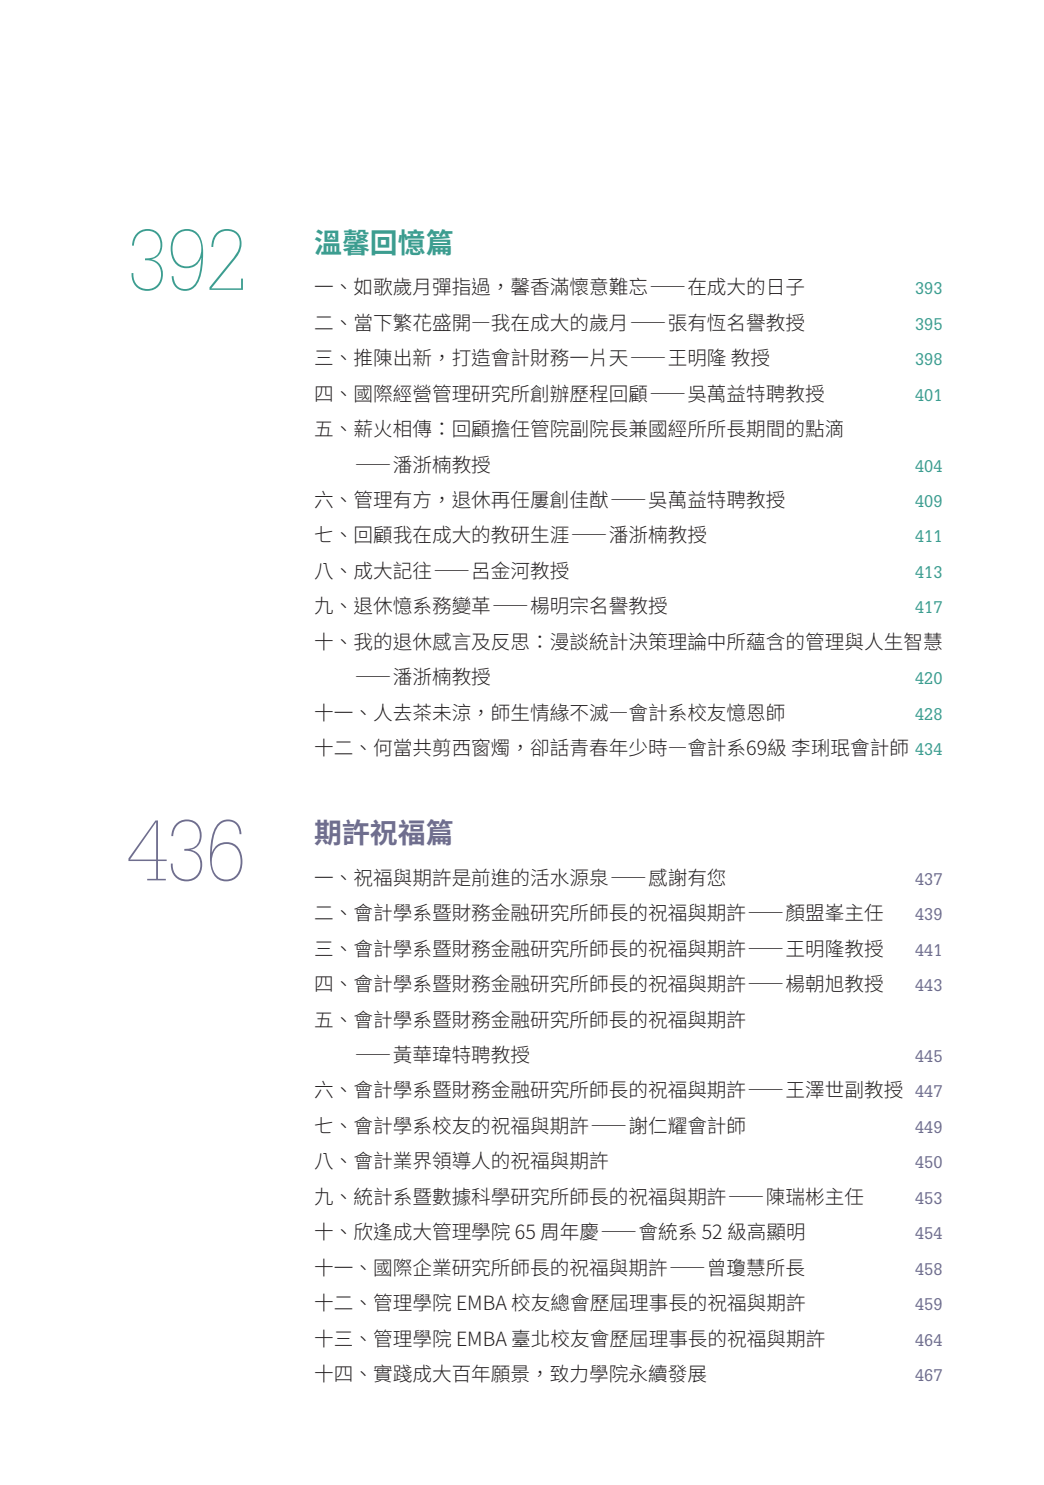 392
溫馨回憶篇
一、如歌歲月彈指過，馨香滿懷意難忘——在成大的日子 393
二、當下繁花盛開—我在成大的歲月——張有恆名譽教授 395
三、推陳出新，打造會計財務一片天——王明隆 教授 398
四、國際經營管理研究所創辦歷程回顧——吳萬益特聘教授 401
五、薪火相傳：回顧擔任管院副院長兼國經所所長期間的點滴
——潘浙楠教授 404
六、管理有方，退休再任屢創佳猷——吳萬益特聘教授 409
七、回顧我在成大的教研生涯——潘浙楠教授 411
八、成大記往——呂金河教授 413
九、退休憶系務變革——楊明宗名譽教授 417
十、我的退休感言及反思：漫談統計決策理論中所蘊含的管理與人生智慧
——潘浙楠教授 420
十一、人去茶未涼，師生情緣不滅—會計系校友憶恩師 428
十二、何當共剪西窗燭，卻話青春年少時—會計系69級 李琍珉會計師 434
436
期許祝福篇
一、祝福與期許是前進的活水源泉——感謝有您 437
二、會計學系暨財務金融研究所師長的祝福與期許——顏盟峯主任 439
三、會計學系暨財務金融研究所師長的祝福與期許——王明隆教授 441
四、會計學系暨財務金融研究所師長的祝福與期許——楊朝旭教授 443
五、會計學系暨財務金融研究所師長的祝福與期許
——黃華瑋特聘教授 445
六、會計學系暨財務金融研究所師長的祝福與期許——王澤世副教授 447
七、會計學系校友的祝福與期許——謝仁耀會計師 449
八、會計業界領導人的祝福與期許 450
九、統計系暨數據科學研究所師長的祝福與期許——陳瑞彬主任 453
十、欣逢成大管理學院 65 周年慶——會統系 52 級高顯明 454
十一、國際企業研究所師長的祝福與期許——曾瓊慧所長 458
十二、管理學院 EMBA 校友總會歷屆理事長的祝福與期許 459
十三、管理學院 EMBA 臺北校友會歷屆理事長的祝福與期許 464
十四、實踐成大百年願景，致力學院永續發展 467